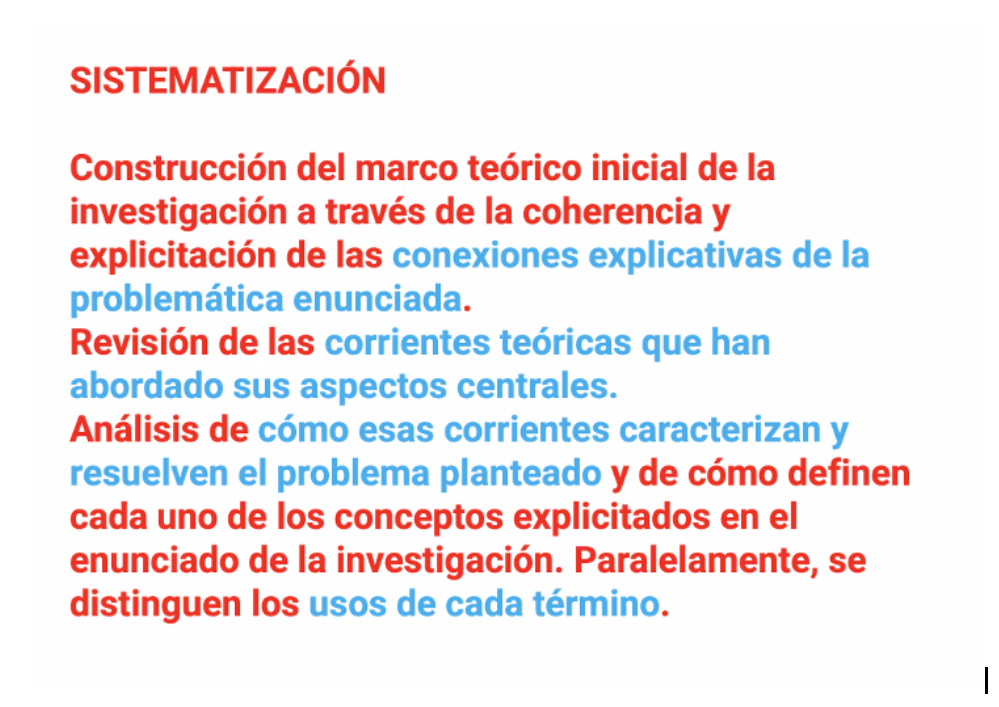 SISTEMATIZACIÓN
Construcción del marco teórico inicial de la
investigación a través de la coherencia y
explicitación de las conexiones explicativas de la
problemática enunciada.
Revisión de las corrientes teóricas que han
abordado sus aspectos centrales.
Análisis de cómo esas corrientes caracterizan y
resuelven el problema planteado y de cómo definen
cada uno de los conceptos explicitados en el
enunciado de la investigación. Paralelamente, se
distinguen los usos de cada término.